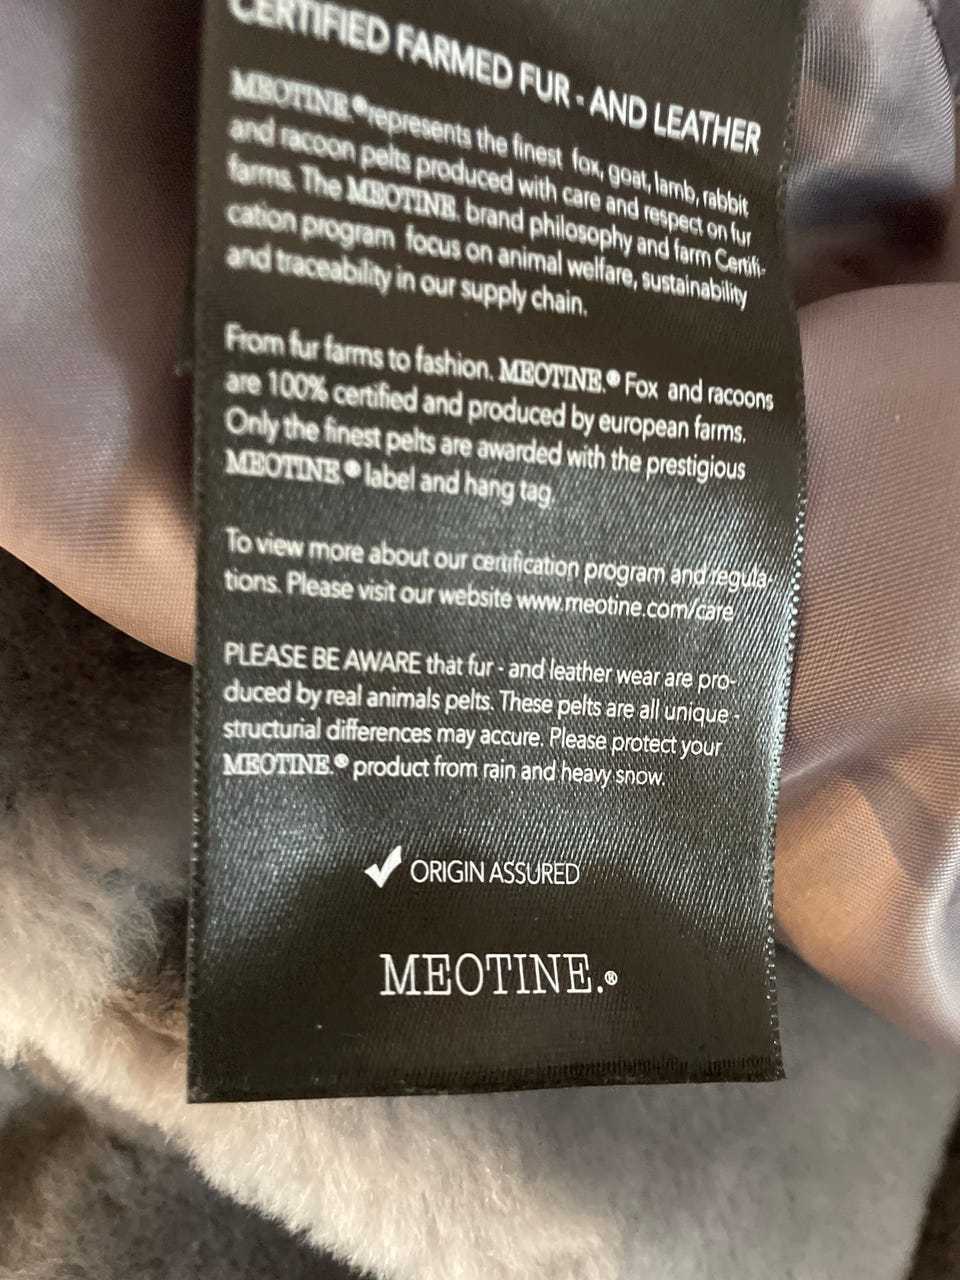 CERTIFIED FARMED FUR - AND LEATHER
MEOTINE.® represents the finest fox, goat, lamb, rabbit
and racoon pelts produced with care and respect on fur
farms. The MEOTINE. brand philosophy and farm Certifi-
cation program focus on animal welfare, sustainability
and traceability in our supply chain.
From fur farms to fashion. MEOTINE.® Fox and racoons
are 100% certified and produced by european farms.
Only the finest pelts are awarded with the prestigious
MEOTINE.® label and hang tag.
To view more about our certification program and regula-
tions. Please visit our website www.meotine.com/care
PLEASE BE AWARE that fur - and leather wear are pro-
duced by real animals pelts. These pelts are all unique -
structurial differences may accure. Please protect your
MEOTINE.® product from rain and heavy snow.
✓ ORIGIN ASSURED
MEOTINE.®